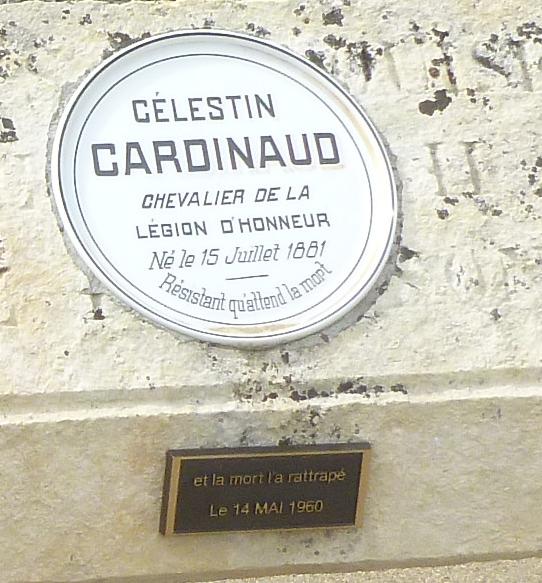 CÉLESTIN
CARDINAUD
CHEVALIER DE LA
LÉGION D'HONNEUR
Né le 15 Juillet 1881
Résistant qu'attend la mort
et la mort l'a rattrapé
Le 14 MAI 1960